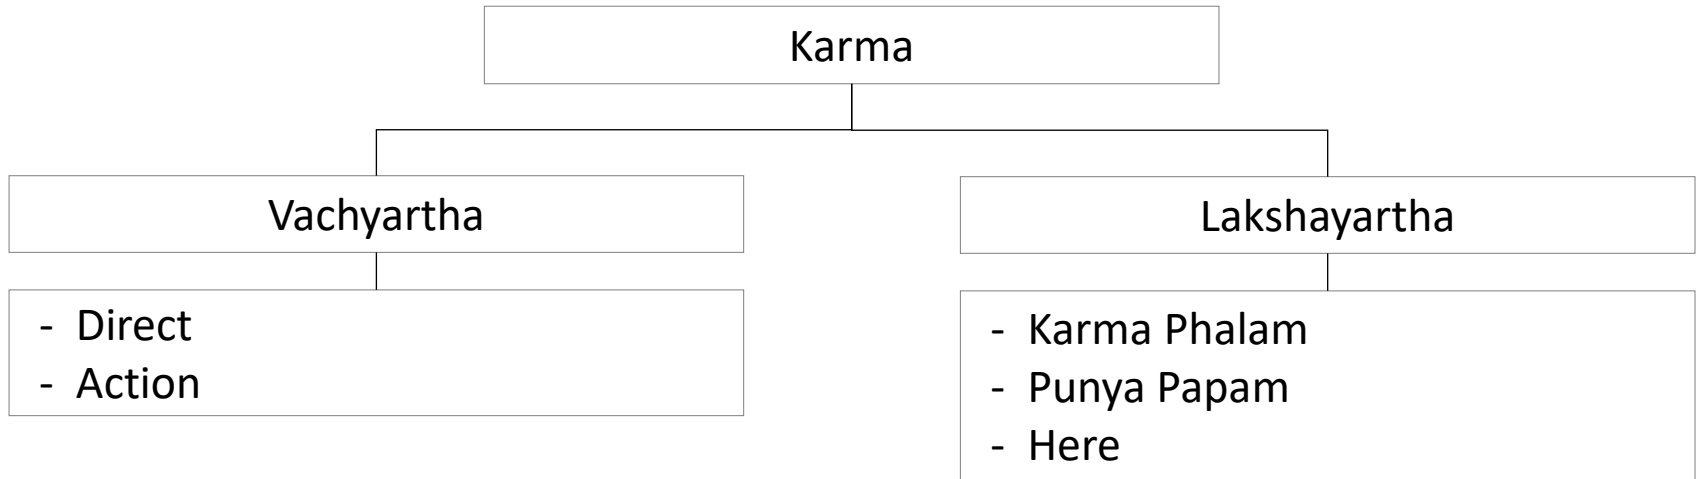 Karma
Vachyartha
Lakshayartha
- Direct
- Action
- Karma Phalam
- Punya Papam
- Here